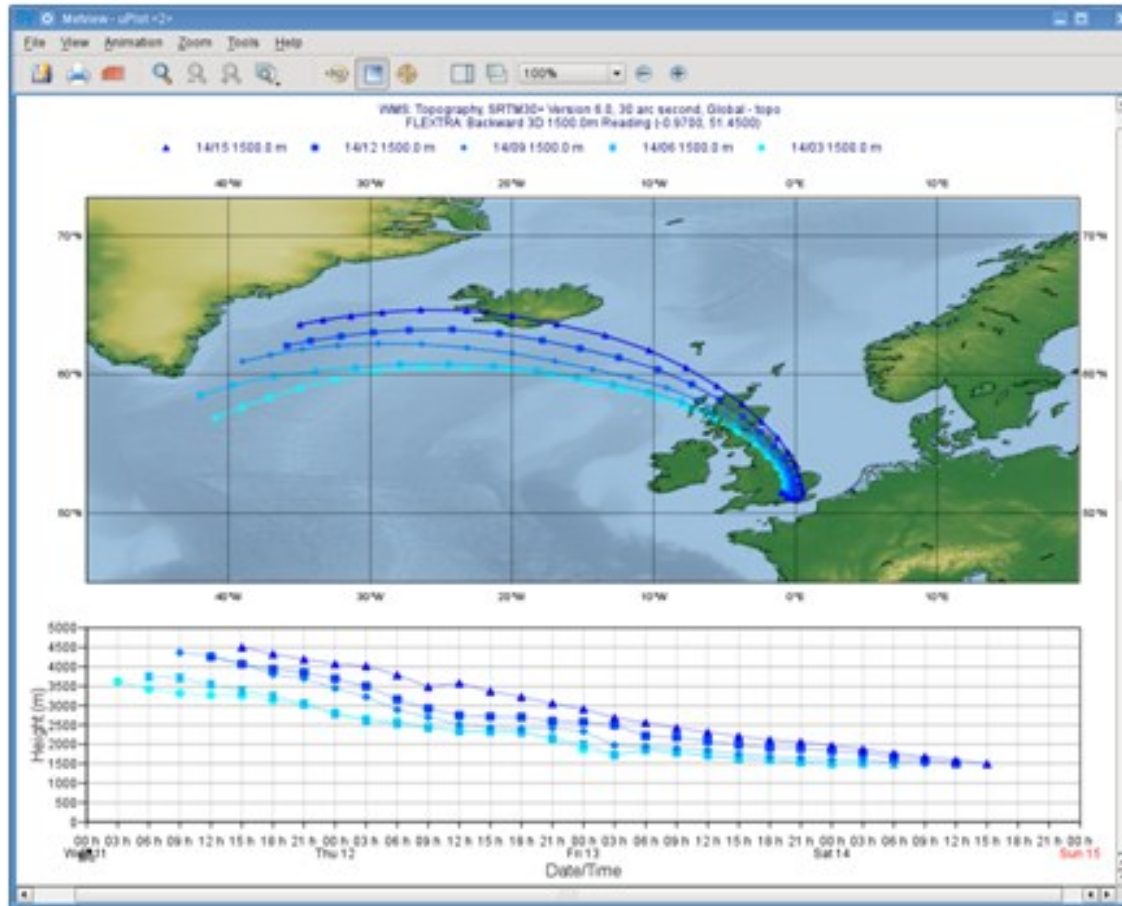 Metview - uPlot <2>
File View Animation Zoom Tools Help
100%
WMS: Topography, SRTM30+ Version 6.0, 30 arc second, Global - topo
FLEXTRA: Backward 3D 1500.0m Reading (-0.9700, 51.4500)
14/15 1500.0 m 14/12 1500.0 m 14/09 1500.0 m 14/06 1500.0 m 14/03 1500.0 m
40°W 30°W 20°W 10°W 0°E 10°E
70°N 70°N
60°N 60°N
50°N 50°N
40°W 30°W 20°W 10°W 0°E 10°E
5000
4500
4000
3500
3000
2500
2000
1500
1000
500
0
Height (m)
00 h 03 h 06 h 09 h 12 h 15 h 18 h 21 h 00 h 03 h 06 h 09 h 12 h 15 h 18 h 21 h 00 h 03 h 06 h 09 h 12 h 15 h 18 h 21 h 00 h 03 h 06 h 09 h 12 h 15 h 18 h 21 h 00 h
Thu 12 Fri 13 Sat 14 Sun 15
Date/Time